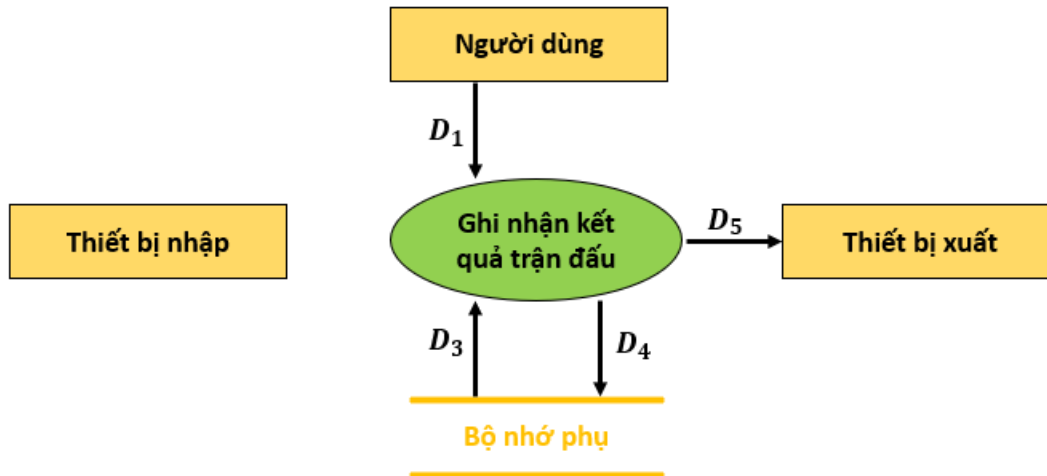 Người dùng
D₁
Thiết bị nhập
Ghi nhận kết
quả trận đấu
D₅
Thiết bị xuất
D₃
D₄
Bộ nhớ phụ